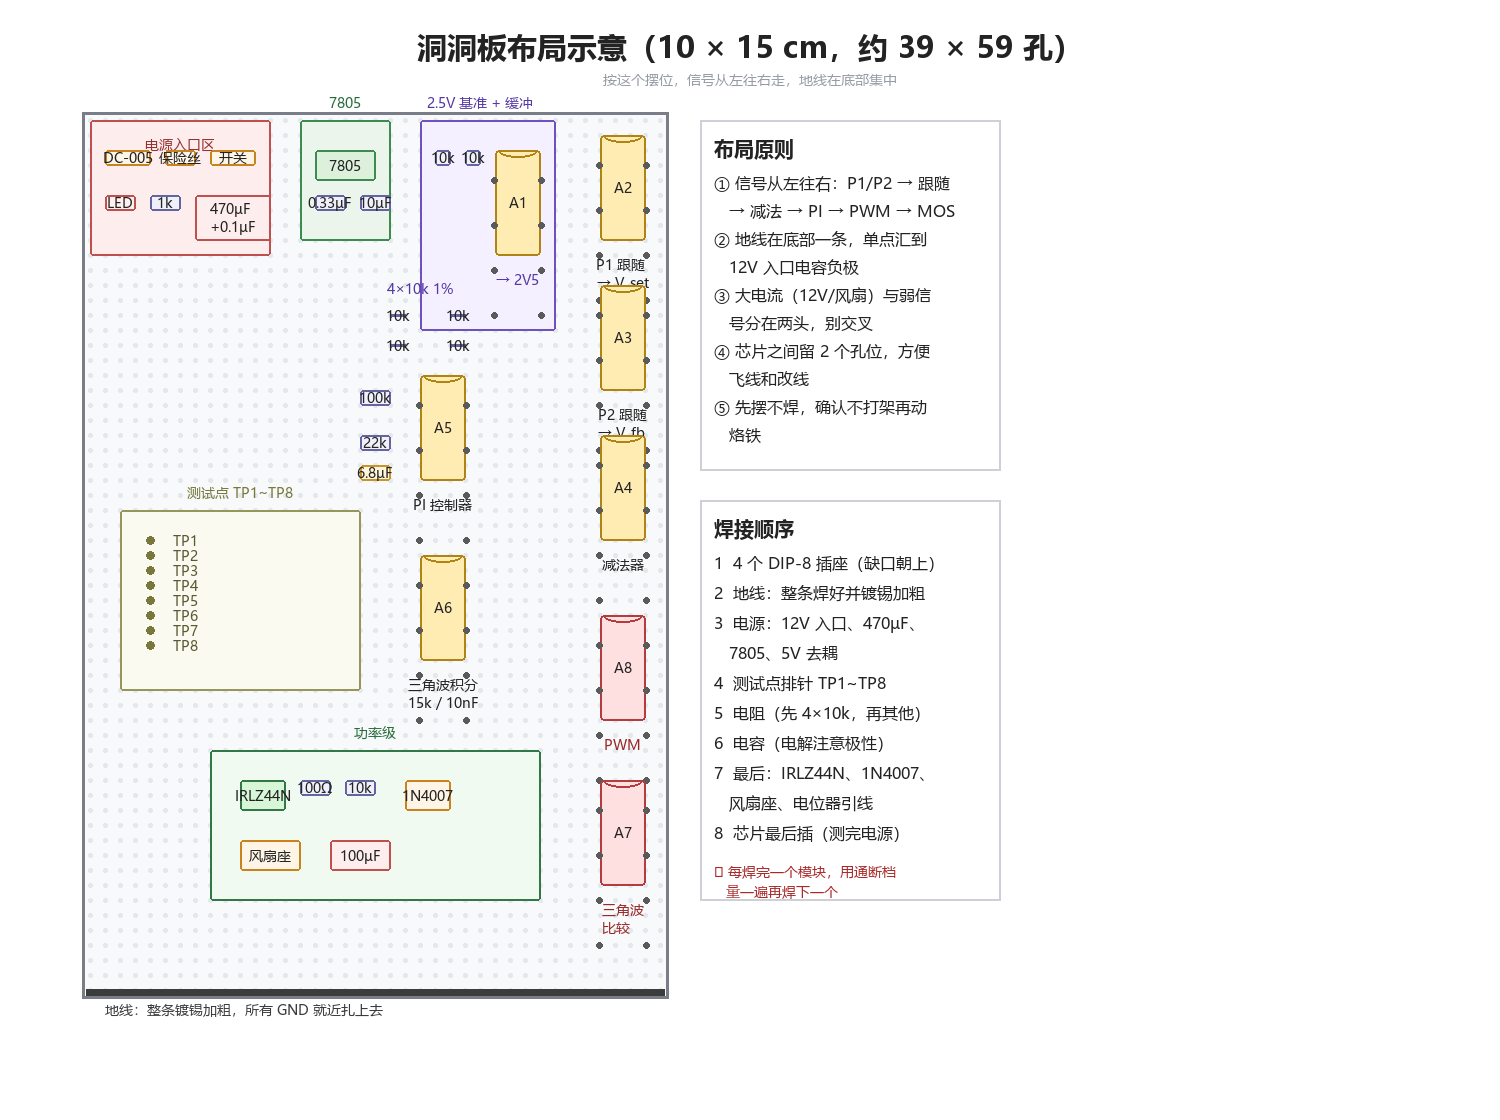 洞洞板布局示意（10 × 15 cm，约 39 × 59 孔）
按这个摆位，信号从左往右走，地线在底部集中
7805
2.5V 基准 + 缓冲
电源入口区
DC-005
保险丝
开关
LED
1k
470μF
+0.1μF
7805
0.33μF
10μF
10k
10k
A1
→ 2V5
4×10k 1%
10k
10k
10k
10k
A2
P1 跟随
→ V_set
A3
P2 跟随
→ V_fb
A4
减法器
100k
22k
6.8μF
A5
PI 控制器
测试点 TP1~TP8
TP1
TP2
TP3
TP4
TP5
TP6
TP7
TP8
A6
三角波积分
15k / 10nF
A8
PWM
功率级
IRLZ44N
100Ω
10k
1N4007
风扇座
100μF
A7
三角波
比较
地线：整条镀锡加粗，所有 GND 就近扎上去
布局原则
① 信号从左往右：P1/P2 → 跟随
→ 减法 → PI → PWM → MOS
② 地线在底部一条，单点汇到
12V 入口电容负极
③ 大电流（12V/风扇）与弱信
号分在两头，别交叉
④ 芯片之间留 2 个孔位，方便
飞线和改线
⑤ 先摆不焊，确认不打架再动
烙铁
焊接顺序
1 4 个 DIP-8 插座（缺口朝上）
2 地线：整条焊好并镀锡加粗
3 电源：12V 入口、470μF、
7805、5V 去耦
4 测试点排针 TP1~TP8
5 电阻（先 4×10k，再其他）
6 电容（电解注意极性）
7 最后：IRLZ44N、1N4007、
风扇座、电位器引线
8 芯片最后插（测完电源）
每焊完一个模块，用通断档
量一遍再焊下一个